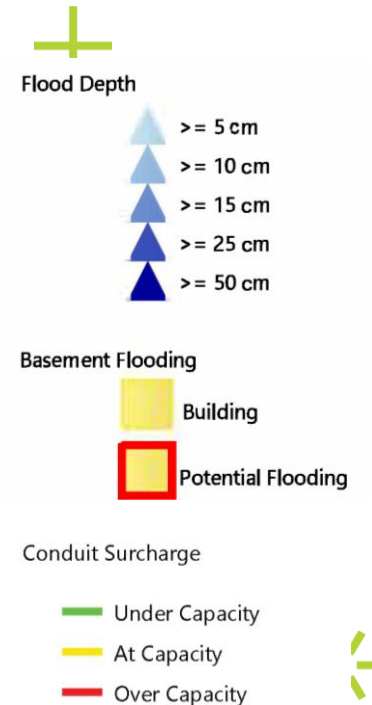 Flood Depth
>= 5 cm
>= 10 cm
>= 15 cm
>= 25 cm
>= 50 cm
Basement Flooding
Building
Potential Flooding
Conduit Surcharge
Under Capacity
At Capacity
Over Capacity